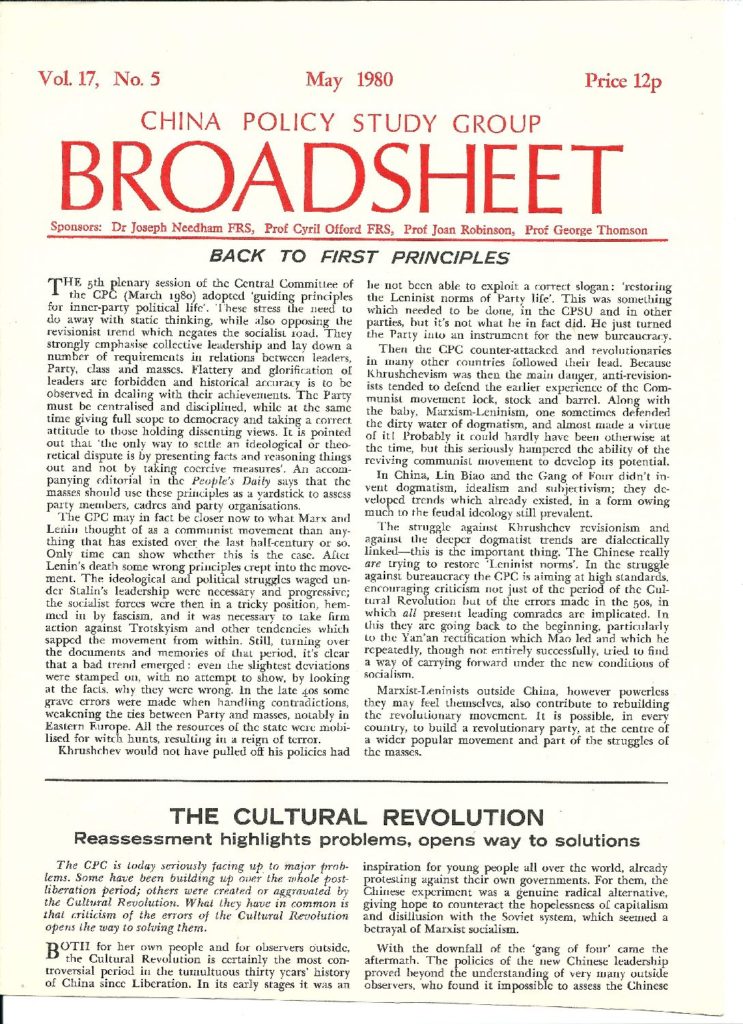 Vol. 17, No. 5 May 1980 Price 12p
CHINA POLICY STUDY GROUP
BROADSHEET
Sponsors: Dr Joseph Needham FRS, Prof Cyril Offord FRS, Prof Joan Robinson, Prof George Thomson
BACK TO FIRST PRINCIPLES
THE 5th plenary session of the Central Committee of
the CPC (March 1980) adopted 'guiding principles
for inner-party political life'. These stress the need to
do away with static thinking, while also opposing the
revisionist trend which negates the socialist road. They
strongly emphasise collective leadership and lay down a
number of requirements in relations between leaders,
Party, class and masses. Flattery and glorification of
leaders are forbidden and historical accuracy is to be
observed in dealing with their achievements. The Party
must be centralised and disciplined, while at the same
time giving full scope to democracy and taking a correct
attitude to those holding dissenting views. It is pointed
out that 'the only way to settle an ideological or theo-
retical dispute is by presenting facts and reasoning things
out and not by taking coercive measures'. An accom-
panying editorial in the People's Daily says that the
masses should use these principles as a yardstick to assess
party members, cadres and party organisations.
The CPC may in fact be closer now to what Marx and
Lenin thought of as a communist movement than any-
thing that has existed over the last half-century or so.
Only time can show whether this is the case. After
Lenin's death some wrong principles crept into the move-
ment. The ideological and political struggles waged un-
der Stalin's leadership were necessary and progressive;
the socialist forces were then in a tricky position, hem-
med in by fascism, and it was necessary to take firm
action against Trotskyism and other tendencies which
sapped the movement from within. Still, turning over
the documents and memories of that period, it's clear
that a bad trend emerged: even the slightest deviations
were stamped on, with no attempt to show, by looking
at the facts, why they were wrong. In the late 40s some
grave errors were made when handling contradictions,
weakening the ties between Party and masses, notably in
Eastern Europe. All the resources of the state were mobi-
lised for witch hunts, resulting in a reign of terror.
Khrushchev would not have pulled off his policies had
he not been able to exploit a correct slogan: 'restoring
the Leninist norms of Party life'. This was something
which needed to be done, in the CPSU and in other
parties, but it's not what he in fact did. He just turned
the Party into an instrument for the new bureaucracy.
Then the CPC counter-attacked and revolutionaries
in many other countries followed their lead. Because
Khrushchevism was then the main danger, anti-revision-
ists tended to defend the earlier experience of the Com-
munist movement lock, stock and barrel. Along with
the baby, Marxism-Leninism, one sometimes defended
the dirty water of dogmatism, and almost made a virtue
of it! Probably it could hardly have been otherwise at
the time, but this seriously hampered the ability of the
reviving communist movement to develop its potential.
In China, Lin Biao and the Gang of Four didn't in-
vent dogmatism, idealism and subjectivism; they de-
veloped trends which already existed, in a form owing
much to the feudal ideology still prevalent.
The struggle against Khrushchev revisionism and
against the deeper dogmatist trends are dialectically
linked—this is the important thing. The Chinese really
are trying to restore 'Leninist norms'. In the struggle
against bureaucracy the CPC is aiming at high standards,
encouraging criticism not just of the period of the Cul-
tural Revolution but of the errors made in the 50s, in
which all present leading comrades are implicated. In
this they are going back to the beginning, particularly
to the Yan'an rectification which Mao led and which he
repeatedly, though not entirely successfully, tried to find
a way of carrying forward under the new conditions of
socialism.
Marxist-Leninists outside China, however powerless
they may feel themselves, also contribute to rebuilding
the revolutionary movement. It is possible, in every
country, to build a revolutionary party, at the centre of
a wider popular movement and part of the struggles of
the masses.
THE CULTURAL REVOLUTION
Reassessment highlights problems, opens way to solutions
The CPC is today seriously facing up to major prob-
lems. Some have been building up over the whole post-
liberation period; others were created or aggravated by
the Cultural Revolution. What they have in common is
that criticism of the errors of the Cultural Revolution
opens the way to solving them.
BOTH for her own people and for observers outside,
the Cultural Revolution is certainly the most con-
troversial period in the tumultuous thirty years' history
of China since Liberation. In its early stages it was an
inspiration for young people all over the world, already
protesting against their own governments. For them, the
Chinese experiment was a genuine radical alternative,
giving hope to counteract the hopelessness of capitalism
and disillusion with the Soviet system, which seemed a
betrayal of Marxist socialism.
With the downfall of the 'gang of four' came the
aftermath. The policies of the new Chinese leadership
proved beyond the understanding of very many outside
observers, who found it impossible to assess the Chinese